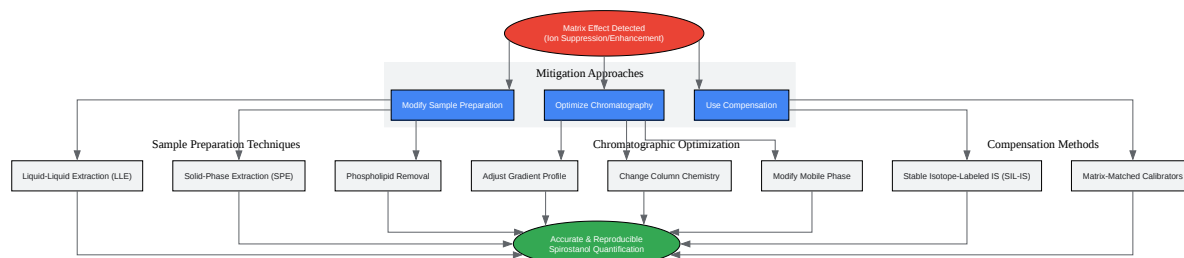 Matrix Effect Detected
(Ion Suppression/Enhancement)
Mitigation Approaches
Modify Sample Preparation
Optimize Chromatography
Use Compensation
Sample Preparation Techniques
Chromatographic Optimization
Compensation Methods
Liquid-Liquid Extraction (LLE)
Solid-Phase Extraction (SPE)
Phospholipid Removal
Adjust Gradient Profile
Change Column Chemistry
Modify Mobile Phase
Stable Isotope-Labeled IS (SIL-IS)
Matrix-Matched Calibrators
Accurate & Reproducible
Spirostanol Quantification